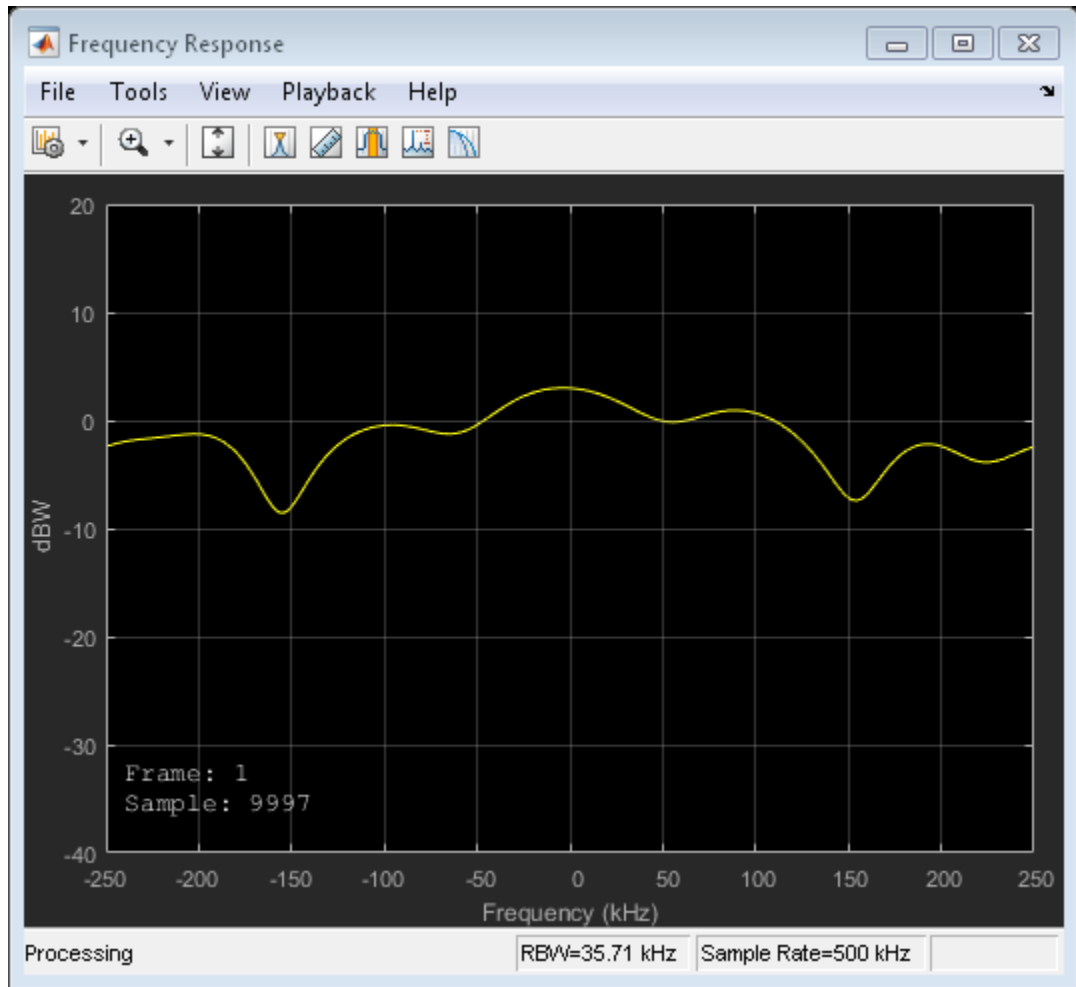 Frequency Response
File Tools View Playback Help
20
10
0
-10
-20
-30
-40
dBW
Frame: 1
Sample: 9997
-250 -200 -150 -100 -50 0 50 100 150 200 250
Frequency (kHz)
Processing RBW=35.71 kHz Sample Rate=500 kHz